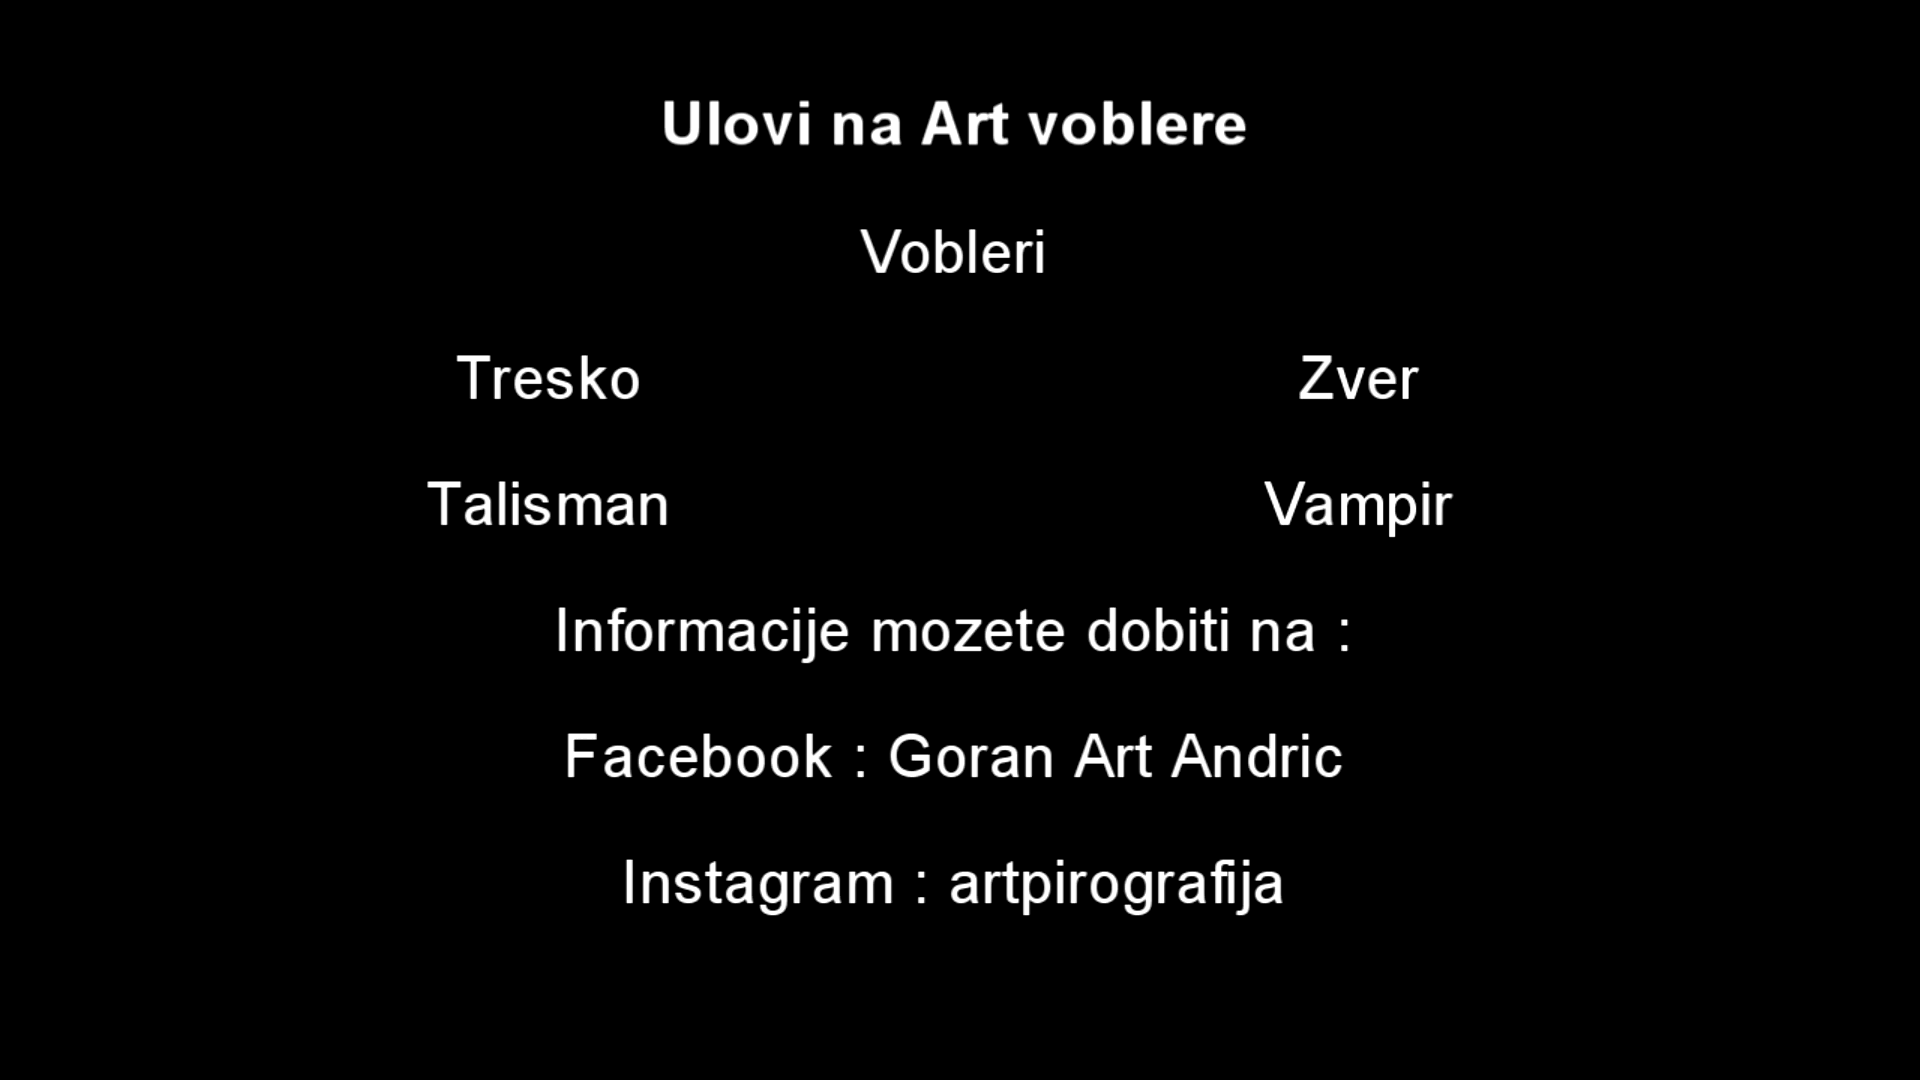 Ulovi na Art voblere
Vobleri
Tresko Zver
Talisman Vampir
Informacije mozete dobiti na :
Facebook : Goran Art Andric
Instagram : artpirografija